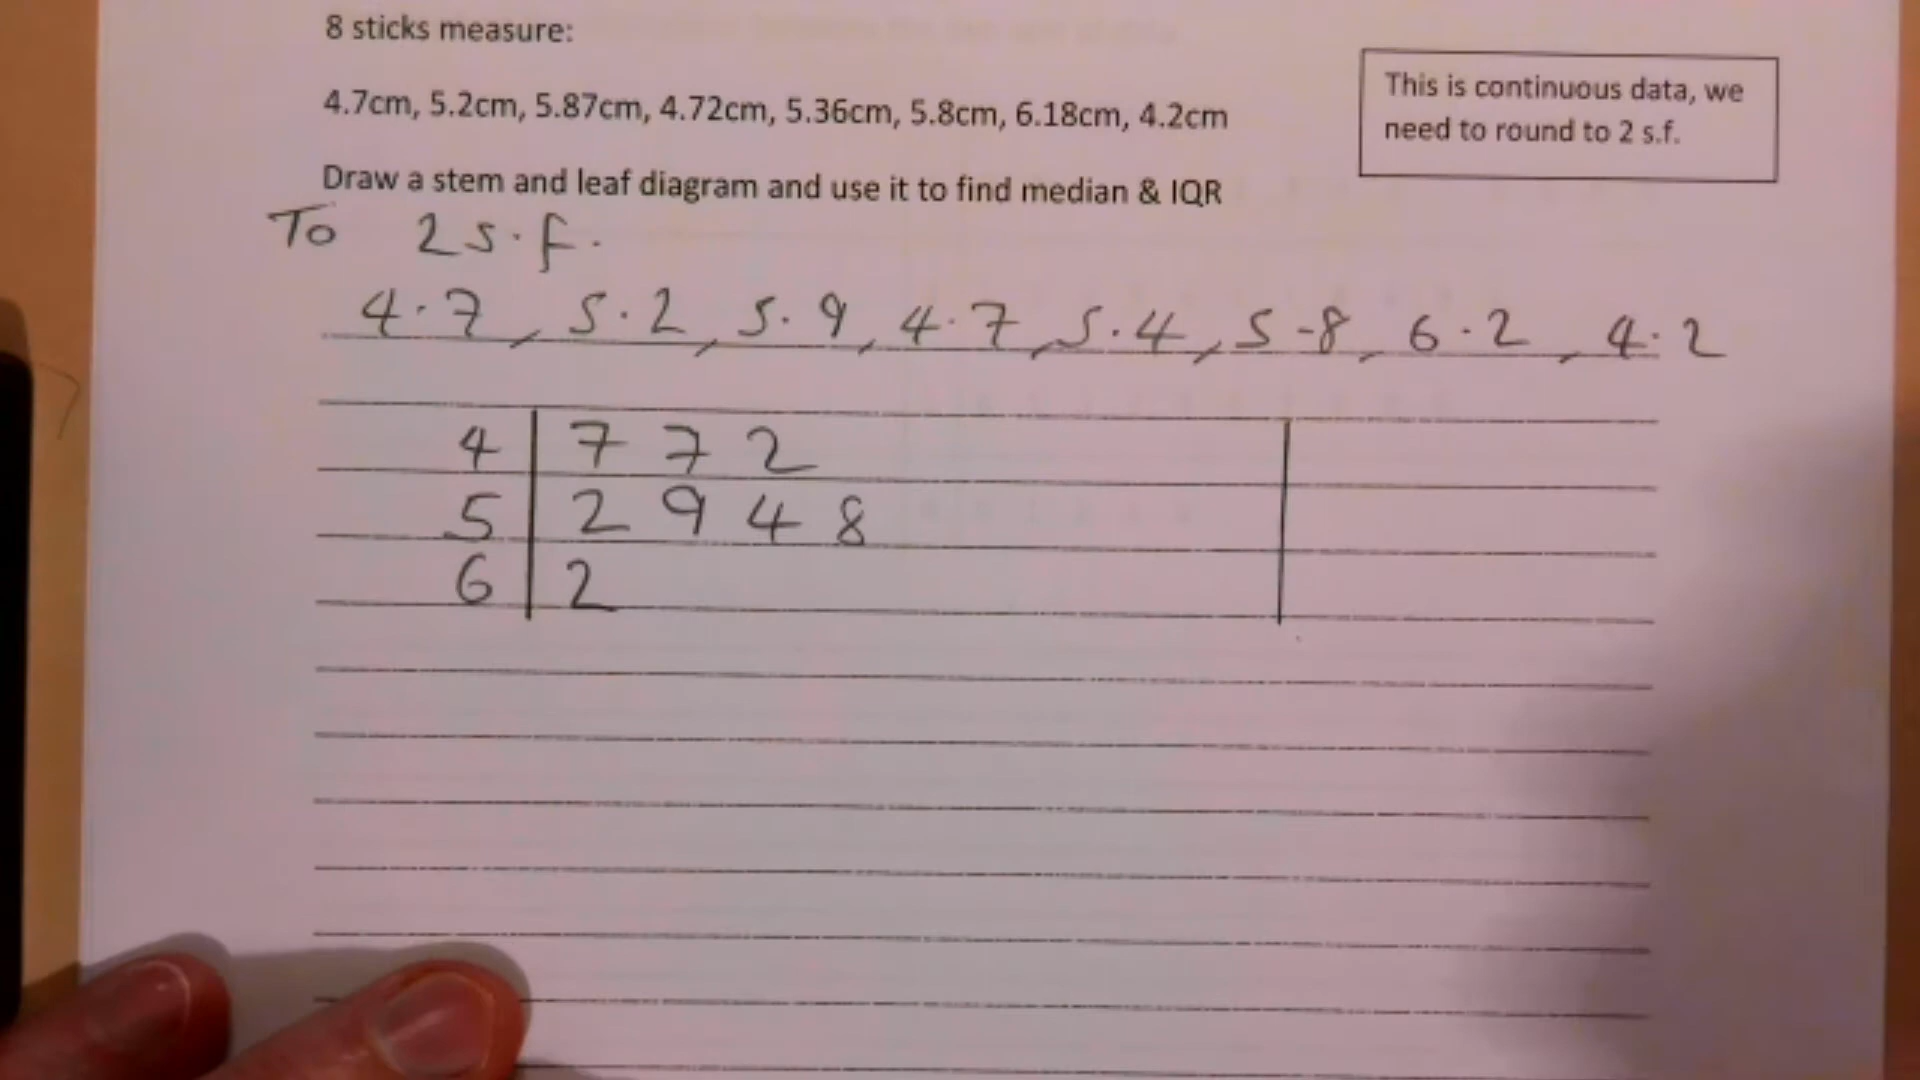 8 sticks measure:
4.7cm, 5.2cm, 5.87cm, 4.72cm, 5.36cm, 5.8cm, 6.18cm, 4.2cm
This is continuous data, we
need to round to 2 s.f.
Draw a stem and leaf diagram and use it to find median & IQR
To 2 s.f.
4.7, 5.2, 5.9, 4.7, 5.4, 5.8, 6.2, 4.2
4 | 7 7 2
5 | 2 9 4 8
6 | 2